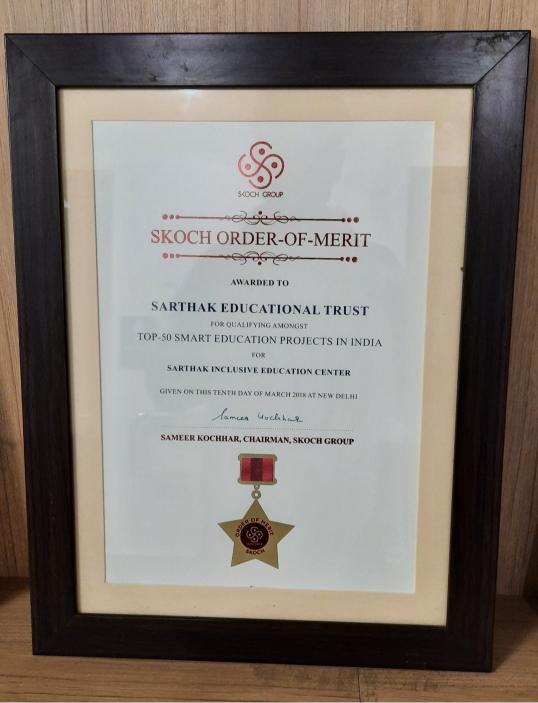 SKOCH GROUP
SKOCH ORDER-OF-MERIT
AWARDED TO
SARTHAK EDUCATIONAL TRUST
FOR QUALIFYING AMONGST
TOP-50 SMART EDUCATION PROJECTS IN INDIA
FOR
SARTHAK INCLUSIVE EDUCATION CENTER
GIVEN ON THIS TENTH DAY OF MARCH 2018 AT NEW DELHI
Sameer Kochhar
SAMEER KOCHHAR, CHAIRMAN, SKOCH GROUP
ORDER OF MERIT
SKOCH